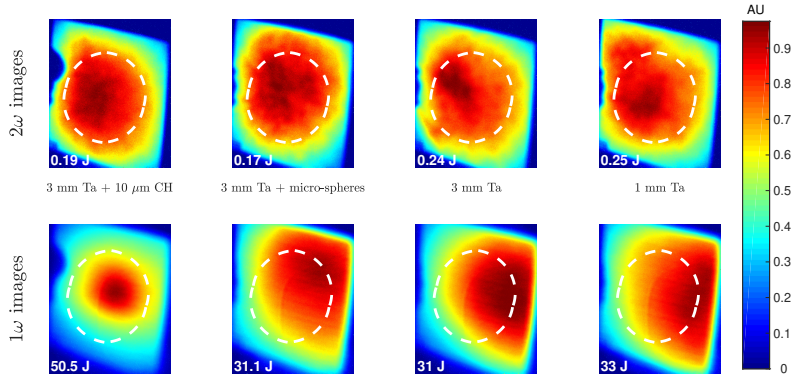 AU
2ω images
0.19 J 0.17 J 0.24 J 0.25 J
3 mm Ta + 10 μm CH 3 mm Ta + micro-spheres 3 mm Ta 1 mm Ta
1ω images
50.5 J 31.1 J 31 J 33 J
0.9
0.8
0.7
0.6
0.5
0.4
0.3
0.2
0.1
0